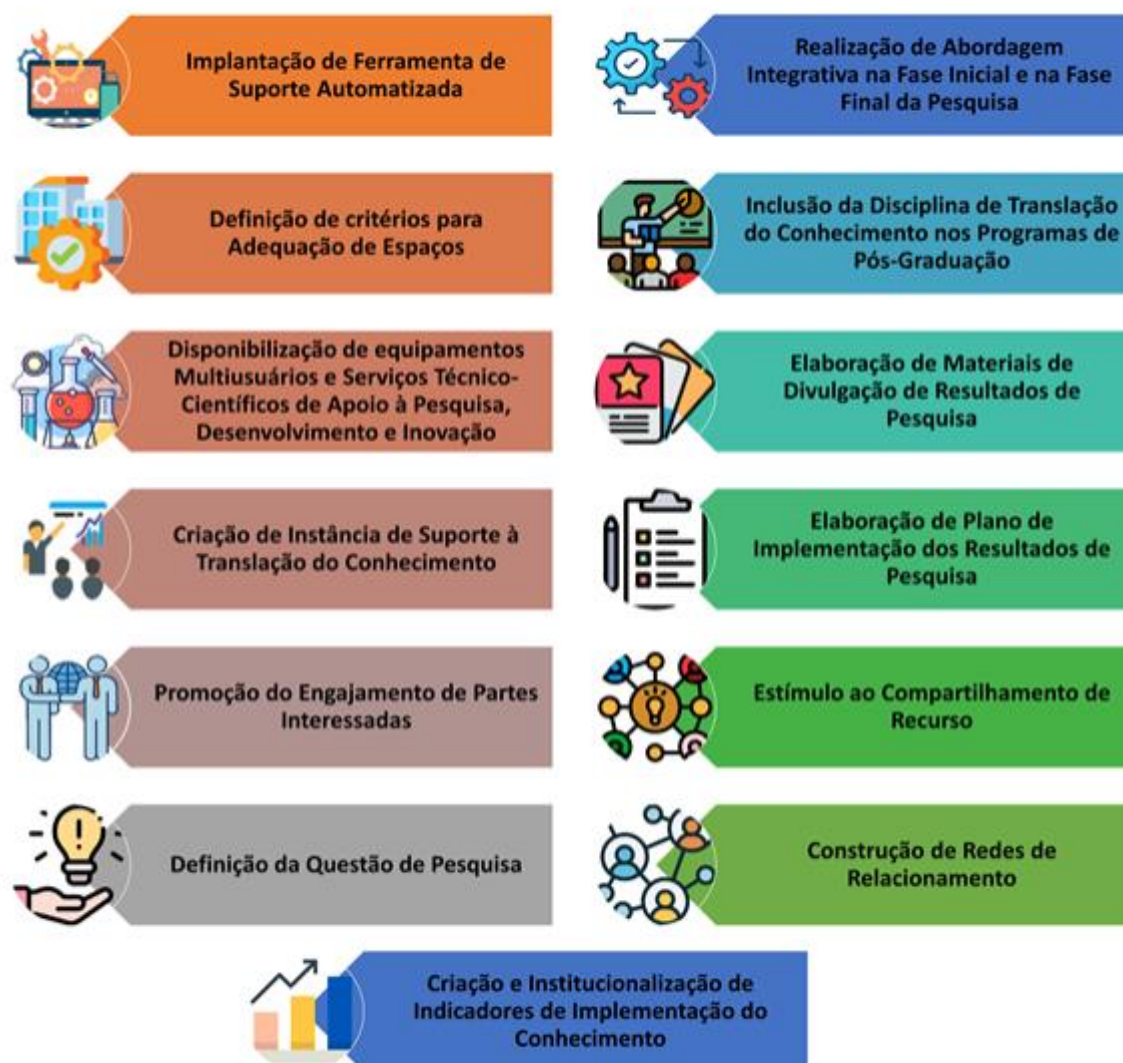 Implantação de Ferramenta de
Suporte Automatizada
Definição de critérios para
Adequação de Espaços
Disponibilização de equipamentos
Multiusuários e Serviços Técnico-
Científicos de Apoio à Pesquisa,
Desenvolvimento e Inovação
Criação de Instância de Suporte à
Translação do Conhecimento
Promoção do Engajamento de Partes
Interessadas
Definição da Questão de Pesquisa
Realização de Abordagem
Integrativa na Fase Inicial e na Fase
Final da Pesquisa
Inclusão da Disciplina de Translação
do Conhecimento nos Programas de
Pós-Graduação
Elaboração de Materiais de
Divulgação de Resultados de
Pesquisa
Elaboração de Plano de
Implementação dos Resultados de
Pesquisa
Estímulo ao Compartilhamento de
Recurso
Construção de Redes de
Relacionamento
Criação e Institucionalização de
Indicadores de Implementação do
Conhecimento